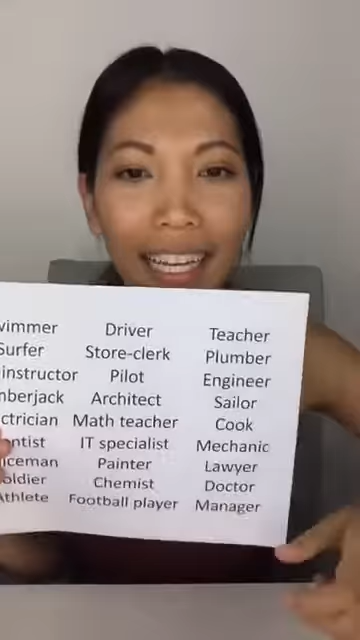 wimmer Driver Teacher
Surfer Store-clerk Plumber
instructor Pilot Engineer
mberjack Architect Sailor
ctrician Math teacher Cook
entist IT specialist Mechanic
iceman Painter Lawyer
oldier Chemist Doctor
Athlete Football player Manager